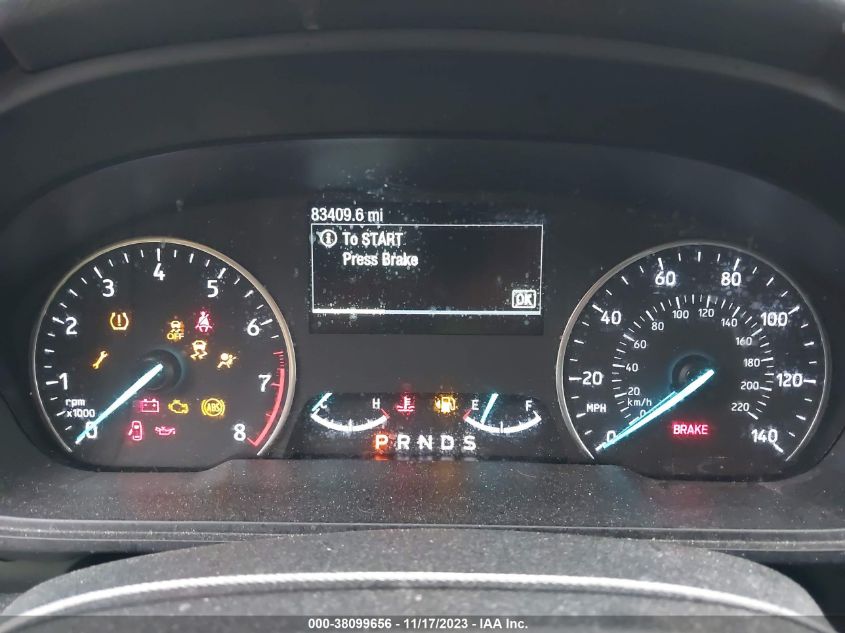 83409.6 mi
To START
Press Brake
OK
0 1 2 3 4 5 6 7 8
rpm
x1000
OFF
ABS
C H
E F
P R N D S
0 20 40 60 80 100 120 140
MPH
0 20 40 60 80 100 120 140 160 180 200 220
km/h
BRAKE
000-38099656 - 11/17/2023 - IAA Inc.